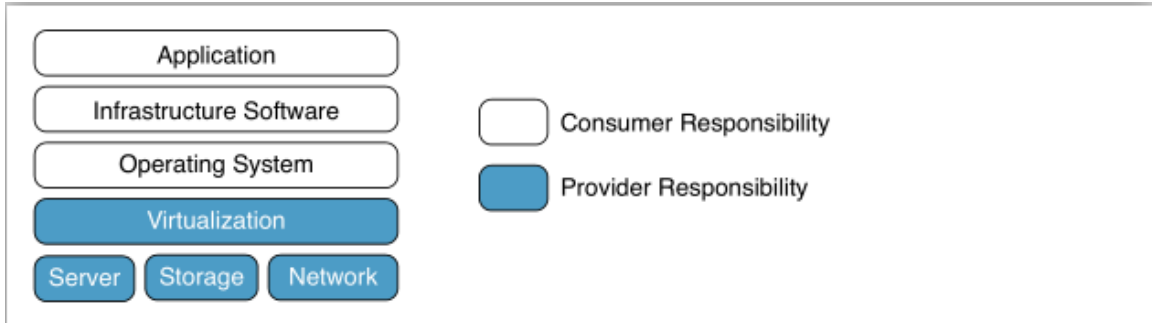 Application
Infrastructure Software
Operating System
Virtualization
Server Storage Network
Consumer Responsibility
Provider Responsibility